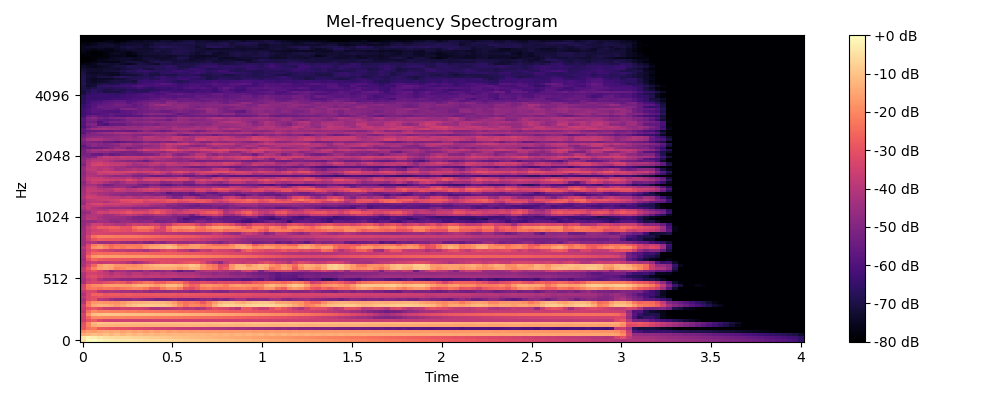 Mel-frequency Spectrogram
Hz
4096
2048
1024
512
0
0
0.5
1
1.5
2
2.5
3
3.5
4
Time
+0 dB
-10 dB
-20 dB
-30 dB
-40 dB
-50 dB
-60 dB
-70 dB
-80 dB